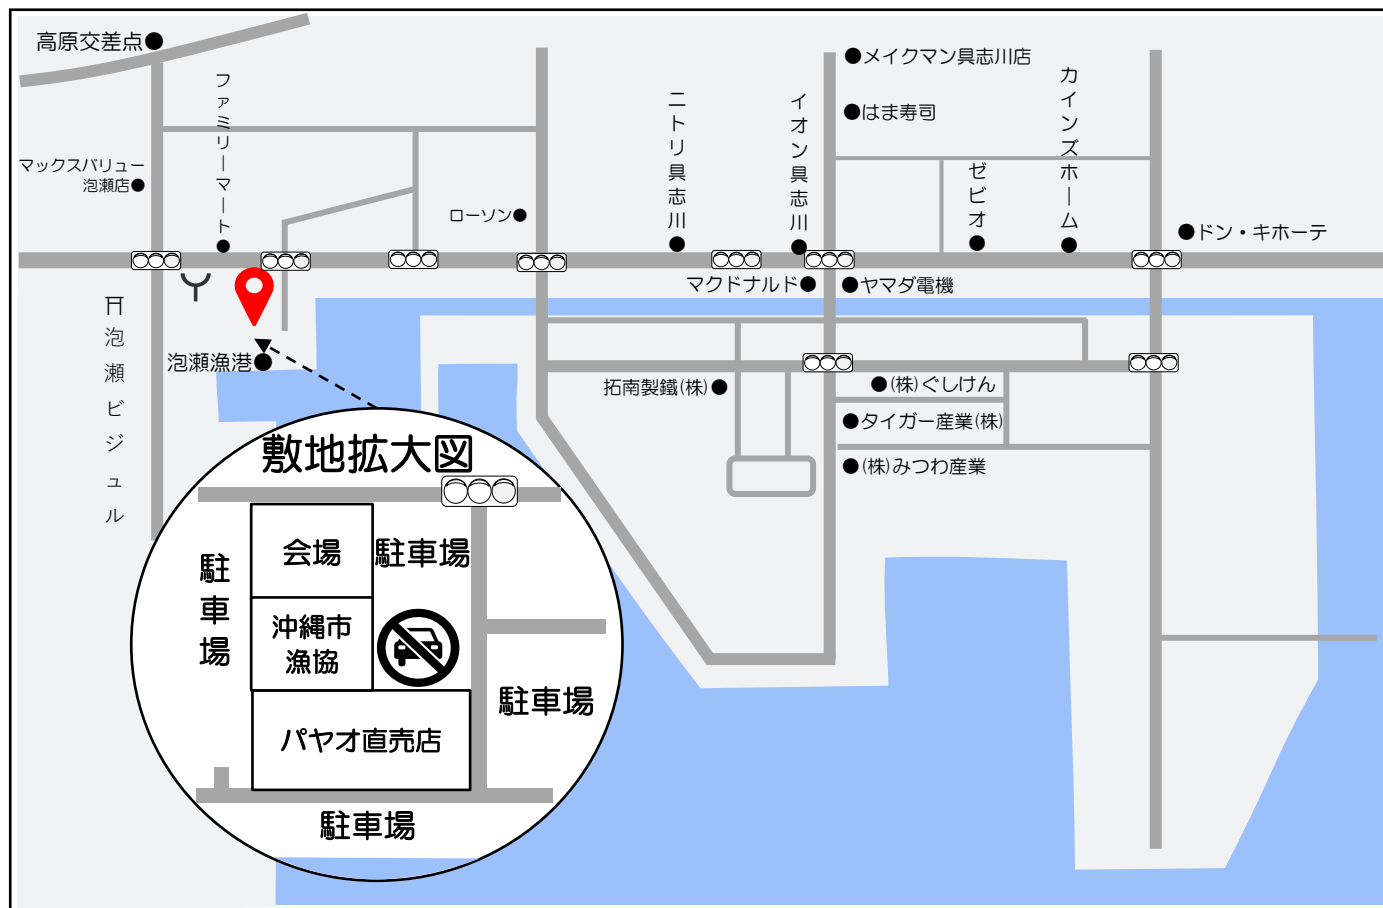 高原交差点
ファミリーマート
マックスバリュー
泡瀬店
ローソン
ニトリ具志川
イオン具志川
メイクマン具志川店
はま寿司
カインズホーム
ゼビオ
ドン・キホーテ
マクドナルド
ヤマダ電機
泡瀬ビジュル
泡瀬漁港
拓南製鐵(株)
(株)ぐしけん
タイガー産業(株)
(株)みつわ産業
敷地拡大図
会場
駐車場
駐車場
沖縄市
漁協
駐車場
パヤオ直売店
駐車場